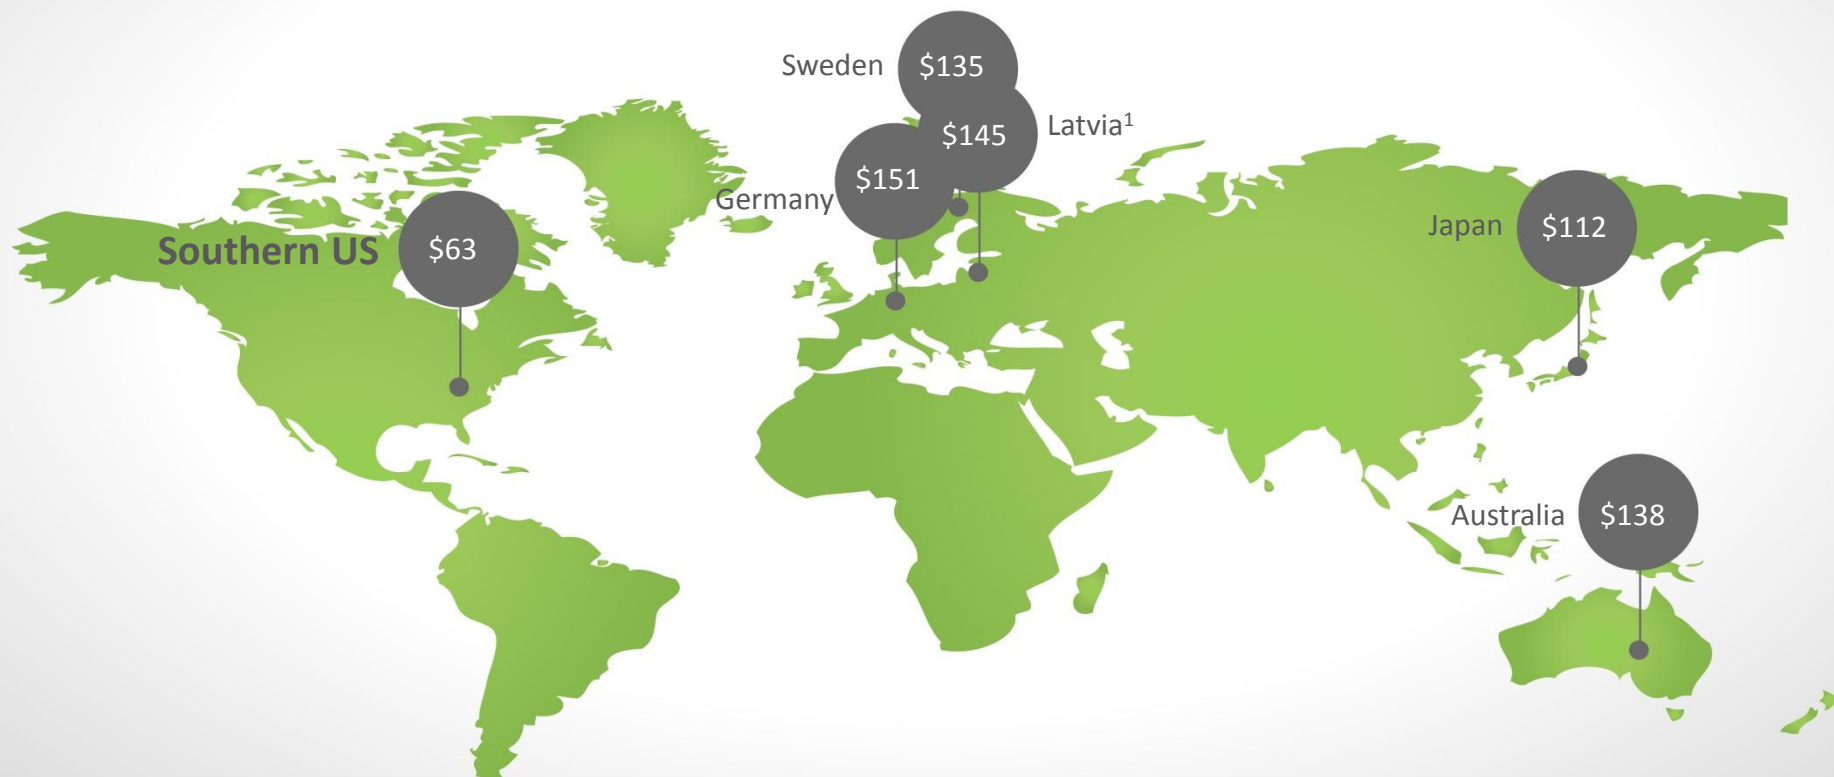 Sweden $135
$145 Latvia¹
Germany $151
Southern US $63
Japan $112
Australia $138